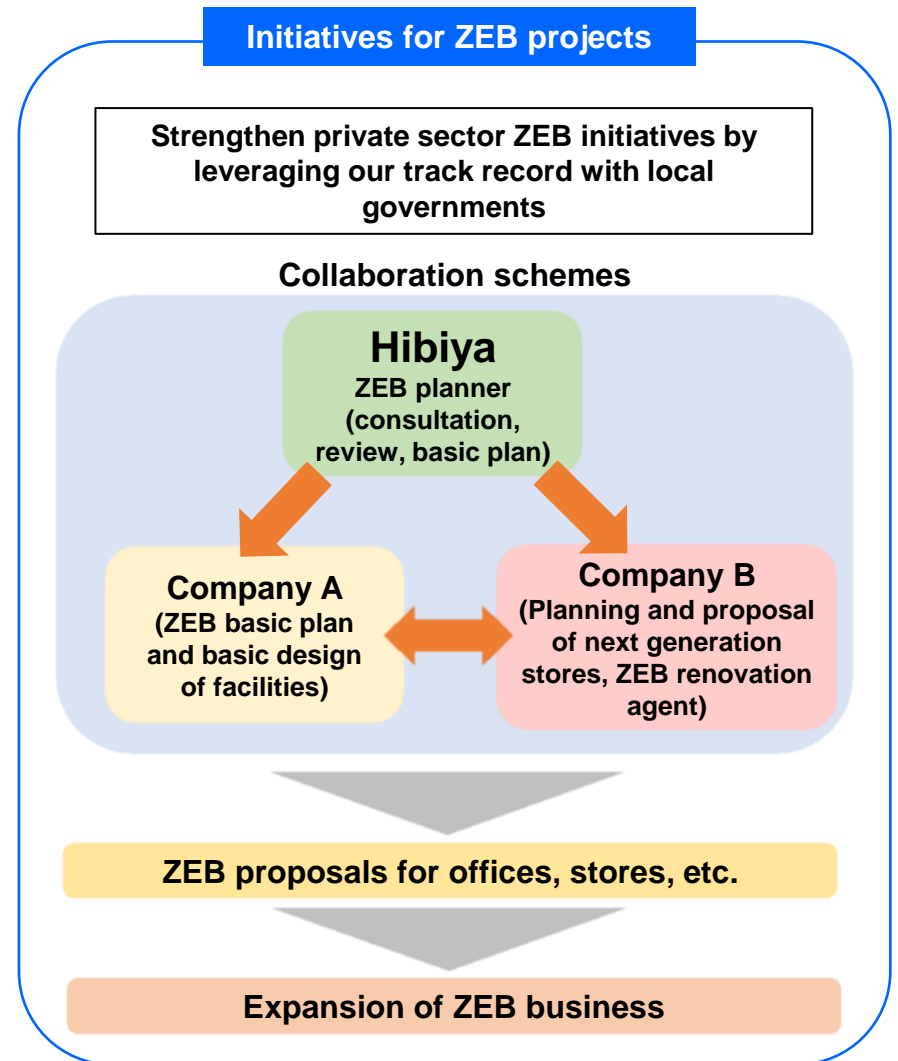 Initiatives for ZEB projects
Strengthen private sector ZEB initiatives by
leveraging our track record with local
governments
Collaboration schemes
Hibiya
ZEB planner
(consultation,
review, basic plan)
Company A
(ZEB basic plan
and basic design
of facilities)
Company B
(Planning and proposal
of next generation
stores, ZEB renovation
agent)
ZEB proposals for offices, stores, etc.
Expansion of ZEB business